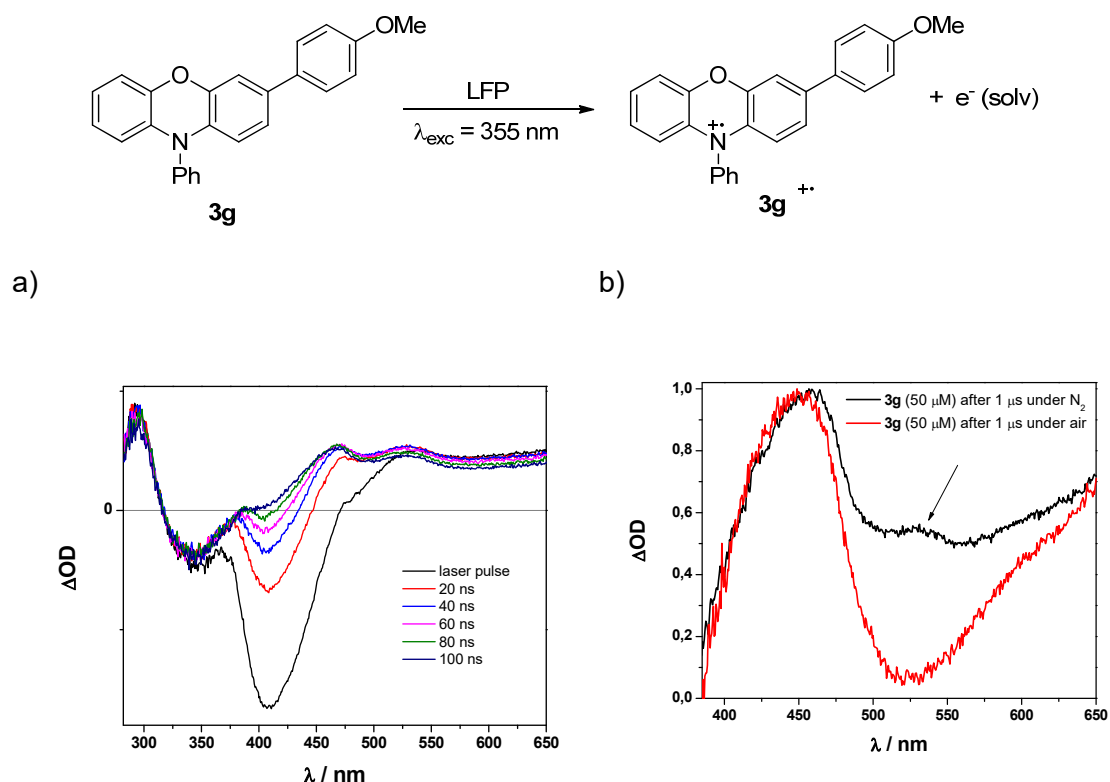 OMe
OMe
O
O
LFP
+ e⁻ (solv)
λexc = 355 nm
N
+•
N
Ph
Ph
3g
3g +•
a)
b)
ΔOD
0
laser pulse
20 ns
40 ns
60 ns
80 ns
100 ns
300 350 400 450 500 550 600 650
λ / nm
ΔOD
1,0
0,8
0,6
0,4
0,2
0,0
3g (50 μM) after 1 μs under N₂
3g (50 μM) after 1 μs under air
400 450 500 550 600 650
λ / nm